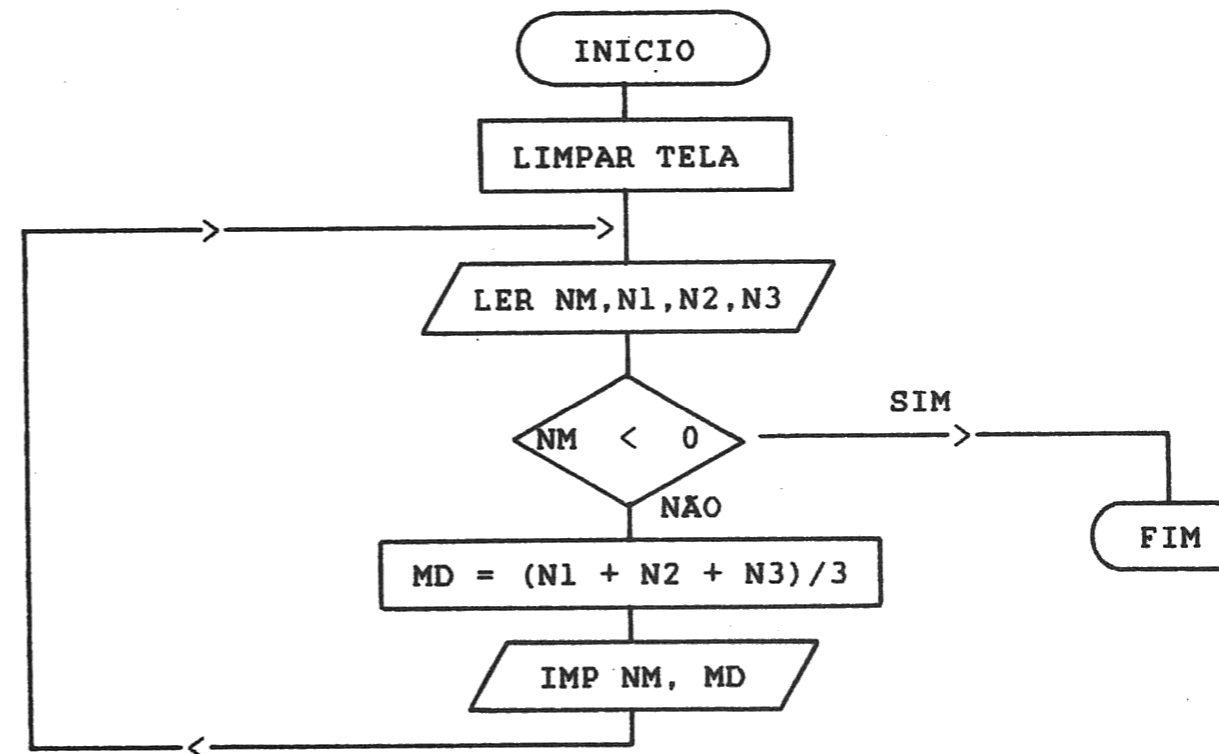 INICIO
LIMPAR TELA
LER NM,N1,N2,N3
SIM
NM < 0
NÃO
FIM
MD = (N1 + N2 + N3)/3
IMP NM, MD